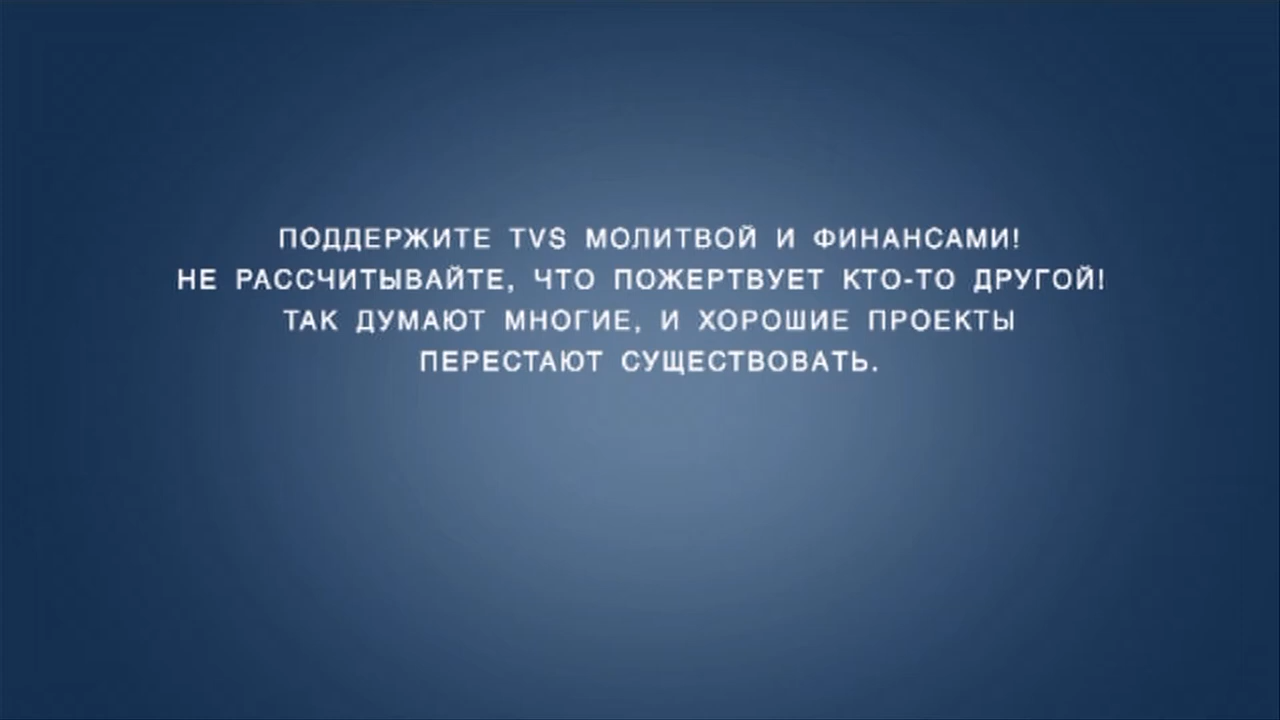 ПОДДЕРЖИТЕ TVS МОЛИТВОЙ И ФИНАНСАМИ!
НЕ РАССЧИТЫВАЙТЕ, ЧТО ПОЖЕРТВУЕТ КТО-ТО ДРУГОЙ!
ТАК ДУМАЮТ МНОГИЕ, И ХОРОШИЕ ПРОЕКТЫ
ПЕРЕСТАЮТ СУЩЕСТВОВАТЬ.